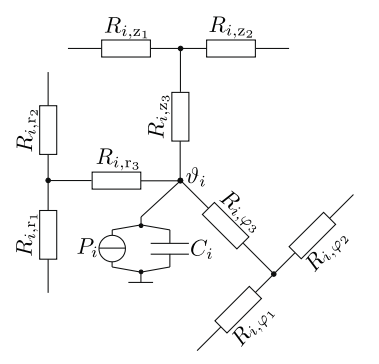 R_{i,z_1} R_{i,z_2}
R_{i,r_2}
R_{i,z_3}
R_{i,r_3}
ϑ_i
R_{i,r_1}
R_{i,φ_3}
P_i
C_i
R_{i,φ_2}
R_{i,φ_1}